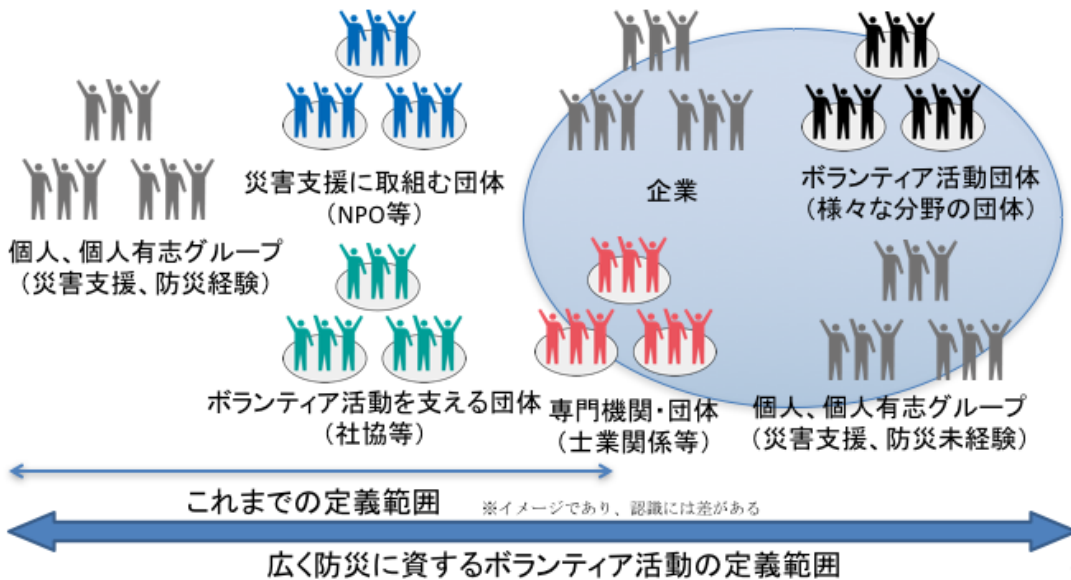 災害支援に取組む団体
(NPO等)
企業
ボランティア活動団体
(様々な分野の団体)
個人、個人有志グループ
(災害支援、防災経験)
ボランティア活動を支える団体
(社協等)
専門機関・団体
(士業関係等)
個人、個人有志グループ
(災害支援、防災未経験)
これまでの定義範囲
※イメージであり、認識には差がある
広く防災に資するボランティア活動の定義範囲